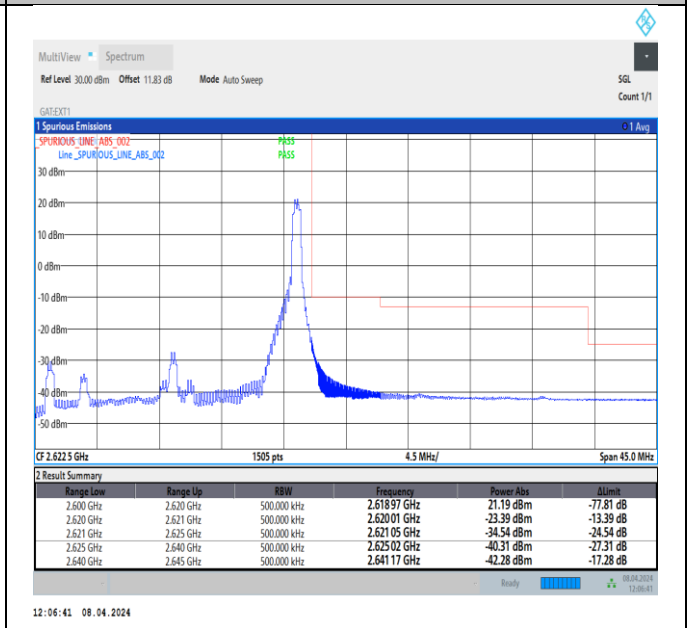 MultiView Spectrum
Ref Level 30.00 dBm Offset 11.83 dB Mode Auto Sweep SGL
Count 1/1
GAT:EXT1
1 Spurious Emissions 1 Avg
_SPURIOUS_LINE_ABS_002 PASS
Line _SPURIOUS_LINE_ABS_002 PASS
30 dBm
20 dBm
10 dBm
0 dBm
-10 dBm
-20 dBm
-30 dBm
-40 dBm
-50 dBm
CF 2.622 5 GHz 1505 pts 4.5 MHz/ Span 45.0 MHz
2 Result Summary
Range Low Range Up RBW Frequency Power Abs ΔLimit
2.600 GHz 2.620 GHz 500.000 kHz 2.618 97 GHz 21.19 dBm -77.81 dB
2.620 GHz 2.621 GHz 500.000 kHz 2.620 01 GHz -23.39 dBm -13.39 dB
2.621 GHz 2.625 GHz 500.000 kHz 2.621 05 GHz -34.54 dBm -24.54 dB
2.625 GHz 2.640 GHz 500.000 kHz 2.625 02 GHz -40.31 dBm -27.31 dB
2.640 GHz 2.645 GHz 500.000 kHz 2.641 17 GHz -42.28 dBm -17.28 dB
Ready 08.04.2024
12:06:41
12:06:41 08.04.2024